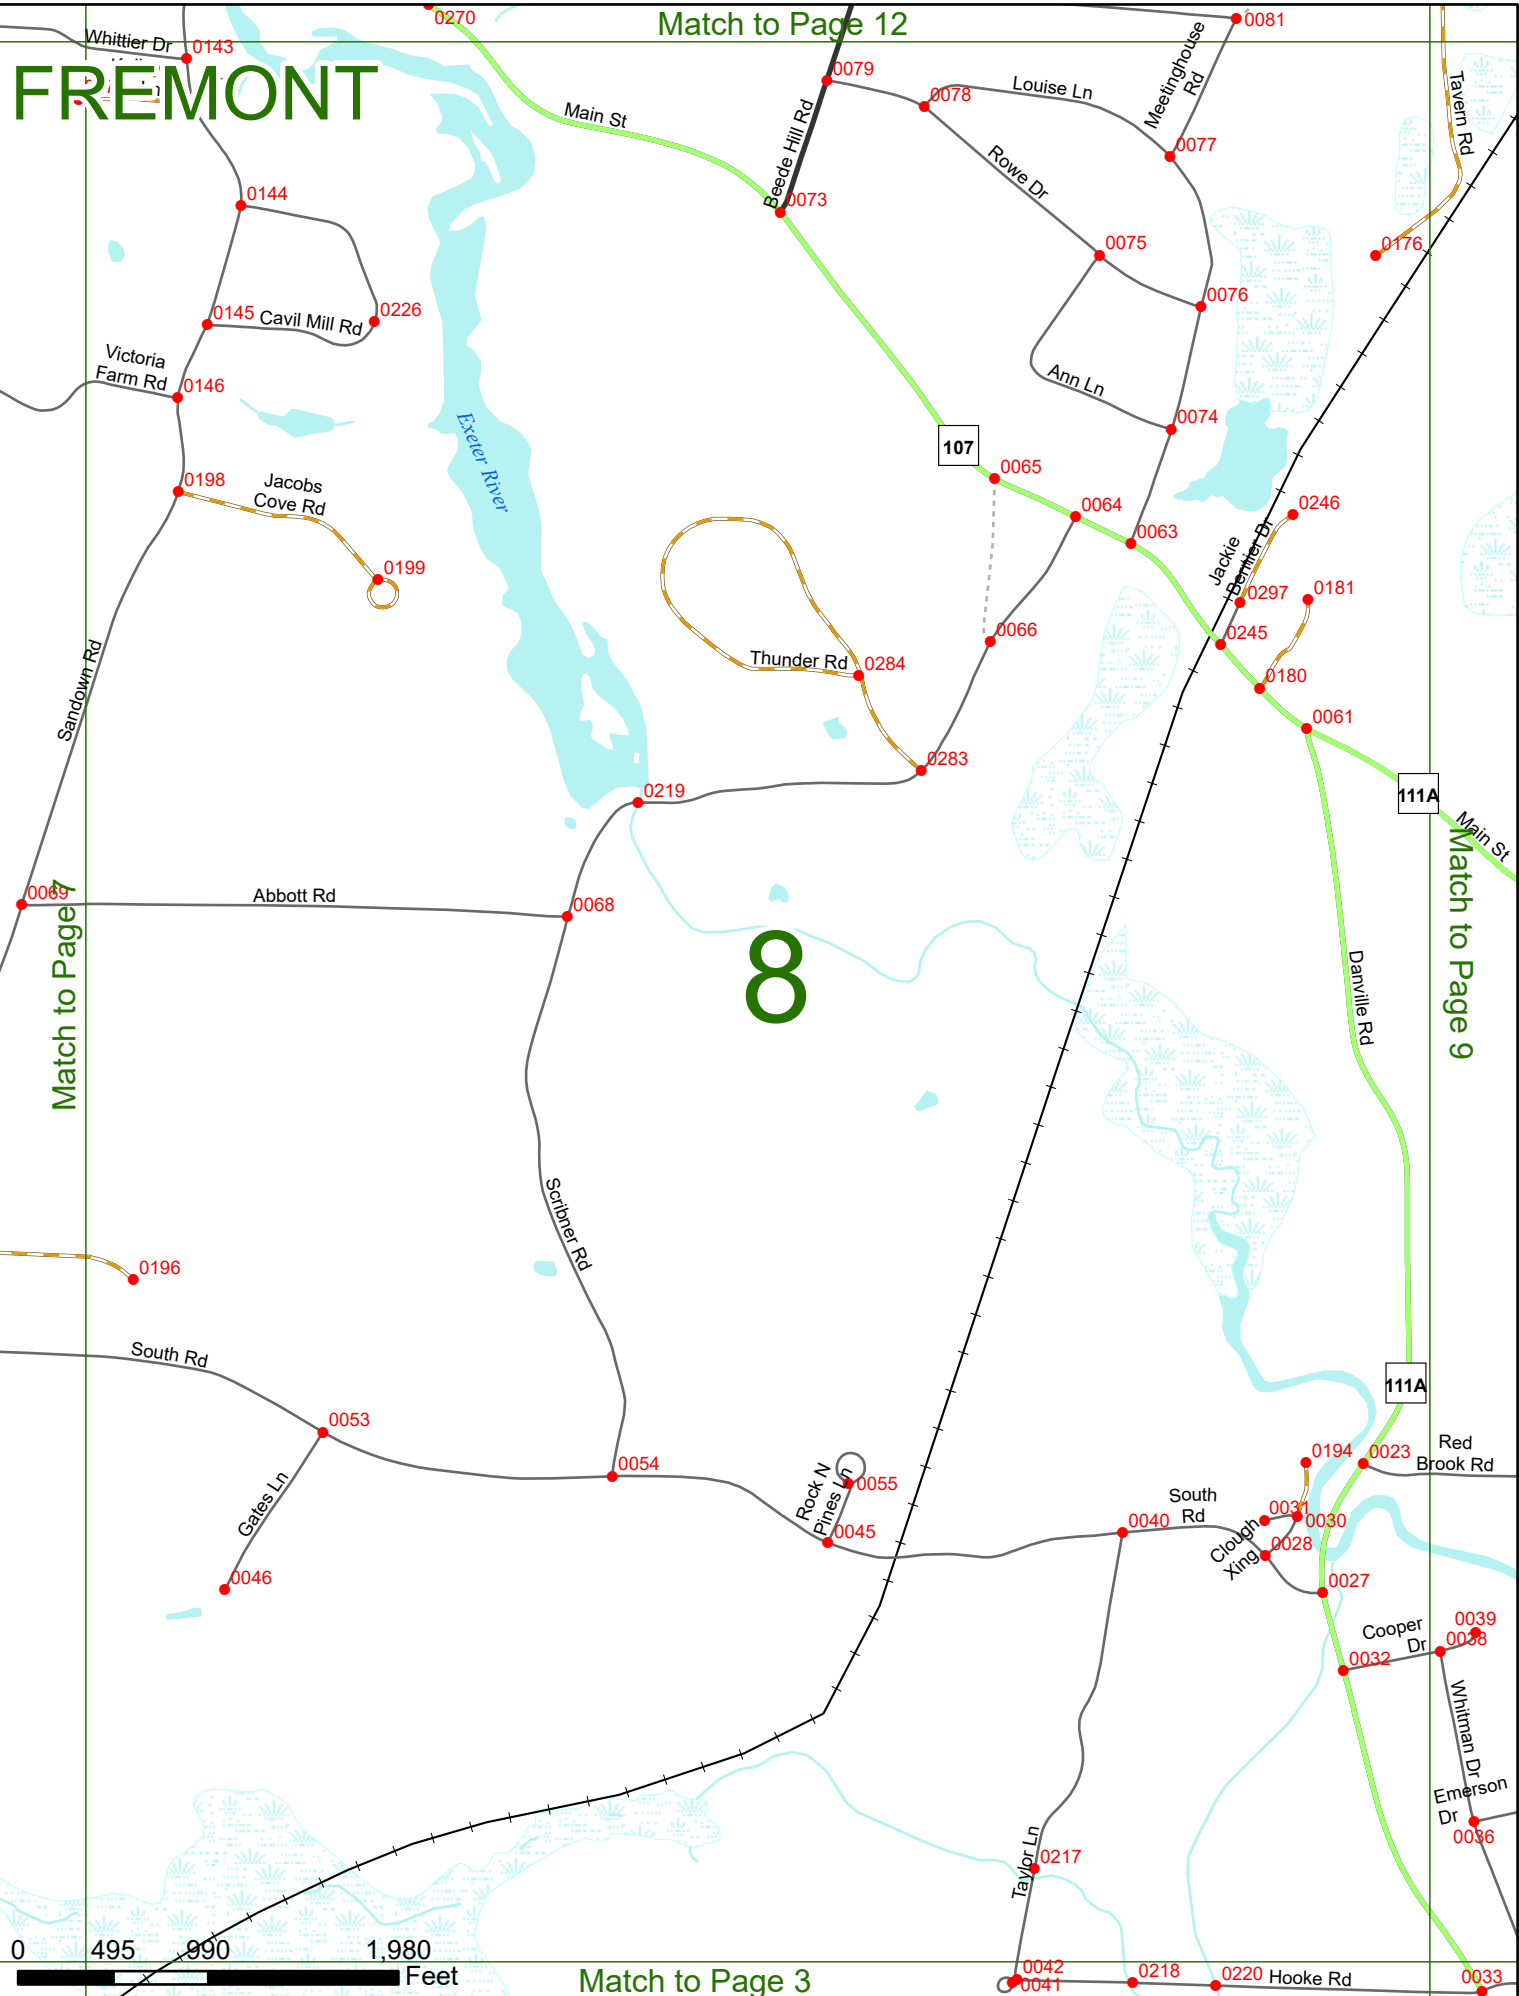 Match to Page 12
0270
0081
Whittier Dr
0143
FREMONT
0079
0078
Louise Ln
Meetinghouse
Rd
Tavern Rd
Main St
Beede Hill Rd
0077
Rowe Dr
0144
0073
0075
0176
0076
0145
Cavil Mill Rd
0226
Victoria
Farm Rd
0146
Ann Ln
0074
Exeter River
107
0065
0198
Jacobs
Cove Rd
0064
0063
0246
Jackie
Bernier Dr
0199
0297
0181
0066
0245
Thunder Rd
0284
0180
Sandown Rd
0061
0283
0219
111A
Main St
0069
Abbott Rd
0068
Match to Page 7
8
Danville Rd
Match to Page 9
Scribner Rd
0196
South Rd
111A
0053
0054
0194
0023
Red
Brook Rd
Gates Ln
Rock N
Pines Ln
0055
0045
0040
South
Rd
0031
0030
Clough
Xing
0028
0046
0027
0039
0038
Cooper
Dr
0032
Whitman Dr
Emerson
Dr
0036
Taylor Ln
0217
0 495 990 1,980
Feet
Match to Page 3
0042
0041
0218
0220
Hooke Rd
0033